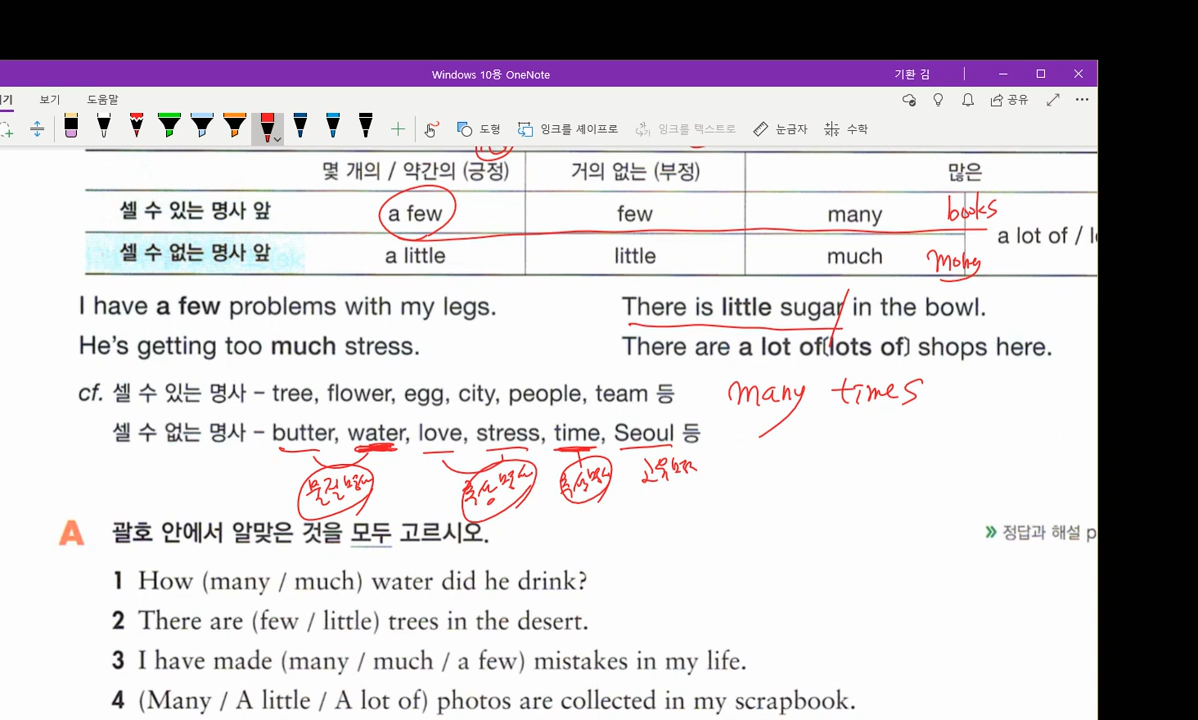 Windows 10용 OneNote
기환 김
보기 도움말
공유
도형 잉크를 셰이프로 잉크를 텍스트로 눈금자 수학
몇 개의 / 약간의 (긍정) 거의 없는 (부정) 많은
셀 수 있는 명사 앞 a few few many books
a lot of /
셀 수 없는 명사 앞 a little little much
I have a few problems with my legs. There is little sugar in the bowl.
He's getting too much stress. There are a lot of(lots of) shops here.
cf. 셀 수 있는 명사 – tree, flower, egg, city, people, team 등 many times
셀 수 없는 명사 – butter, water, love, stress, time, Seoul 등
A 괄호 안에서 알맞은 것을 모두 고르시오.
» 정답과 해설 p
1 How (many / much) water did he drink?
2 There are (few / little) trees in the desert.
3 I have made (many / much / a few) mistakes in my life.
4 (Many / A little / A lot of) photos are collected in my scrapbook.